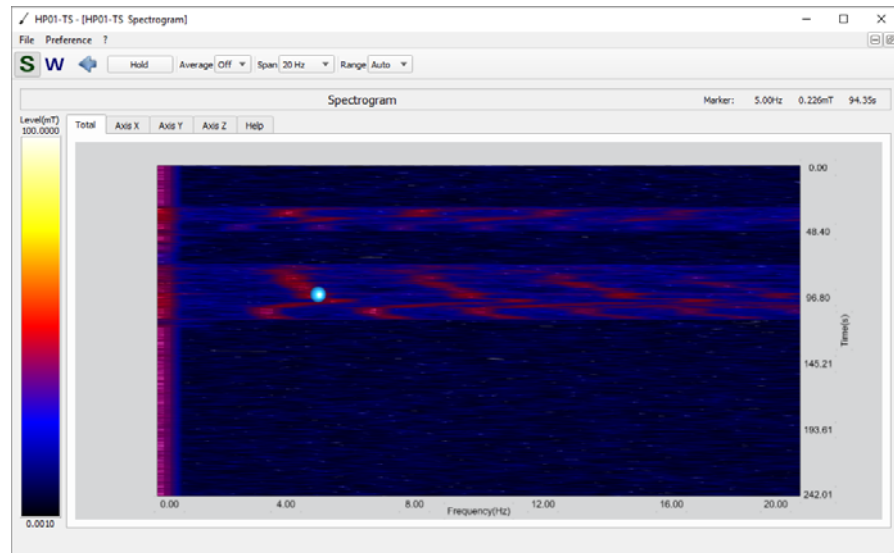 HP01-TS - [HP01-TS Spectrogram]
File Preference ?
S W Hold Average Off Span 20 Hz Range Auto
Spectrogram Marker: 5.00Hz 0.226mT 94.35s
Level(mT)
100.0000
Total Axis X Axis Y Axis Z Help
0.00
48.40
96.80
Time(s)
145.21
193.61
242.01
0.00 4.00 8.00 12.00 16.00 20.00
Frequency(Hz)
0.0010